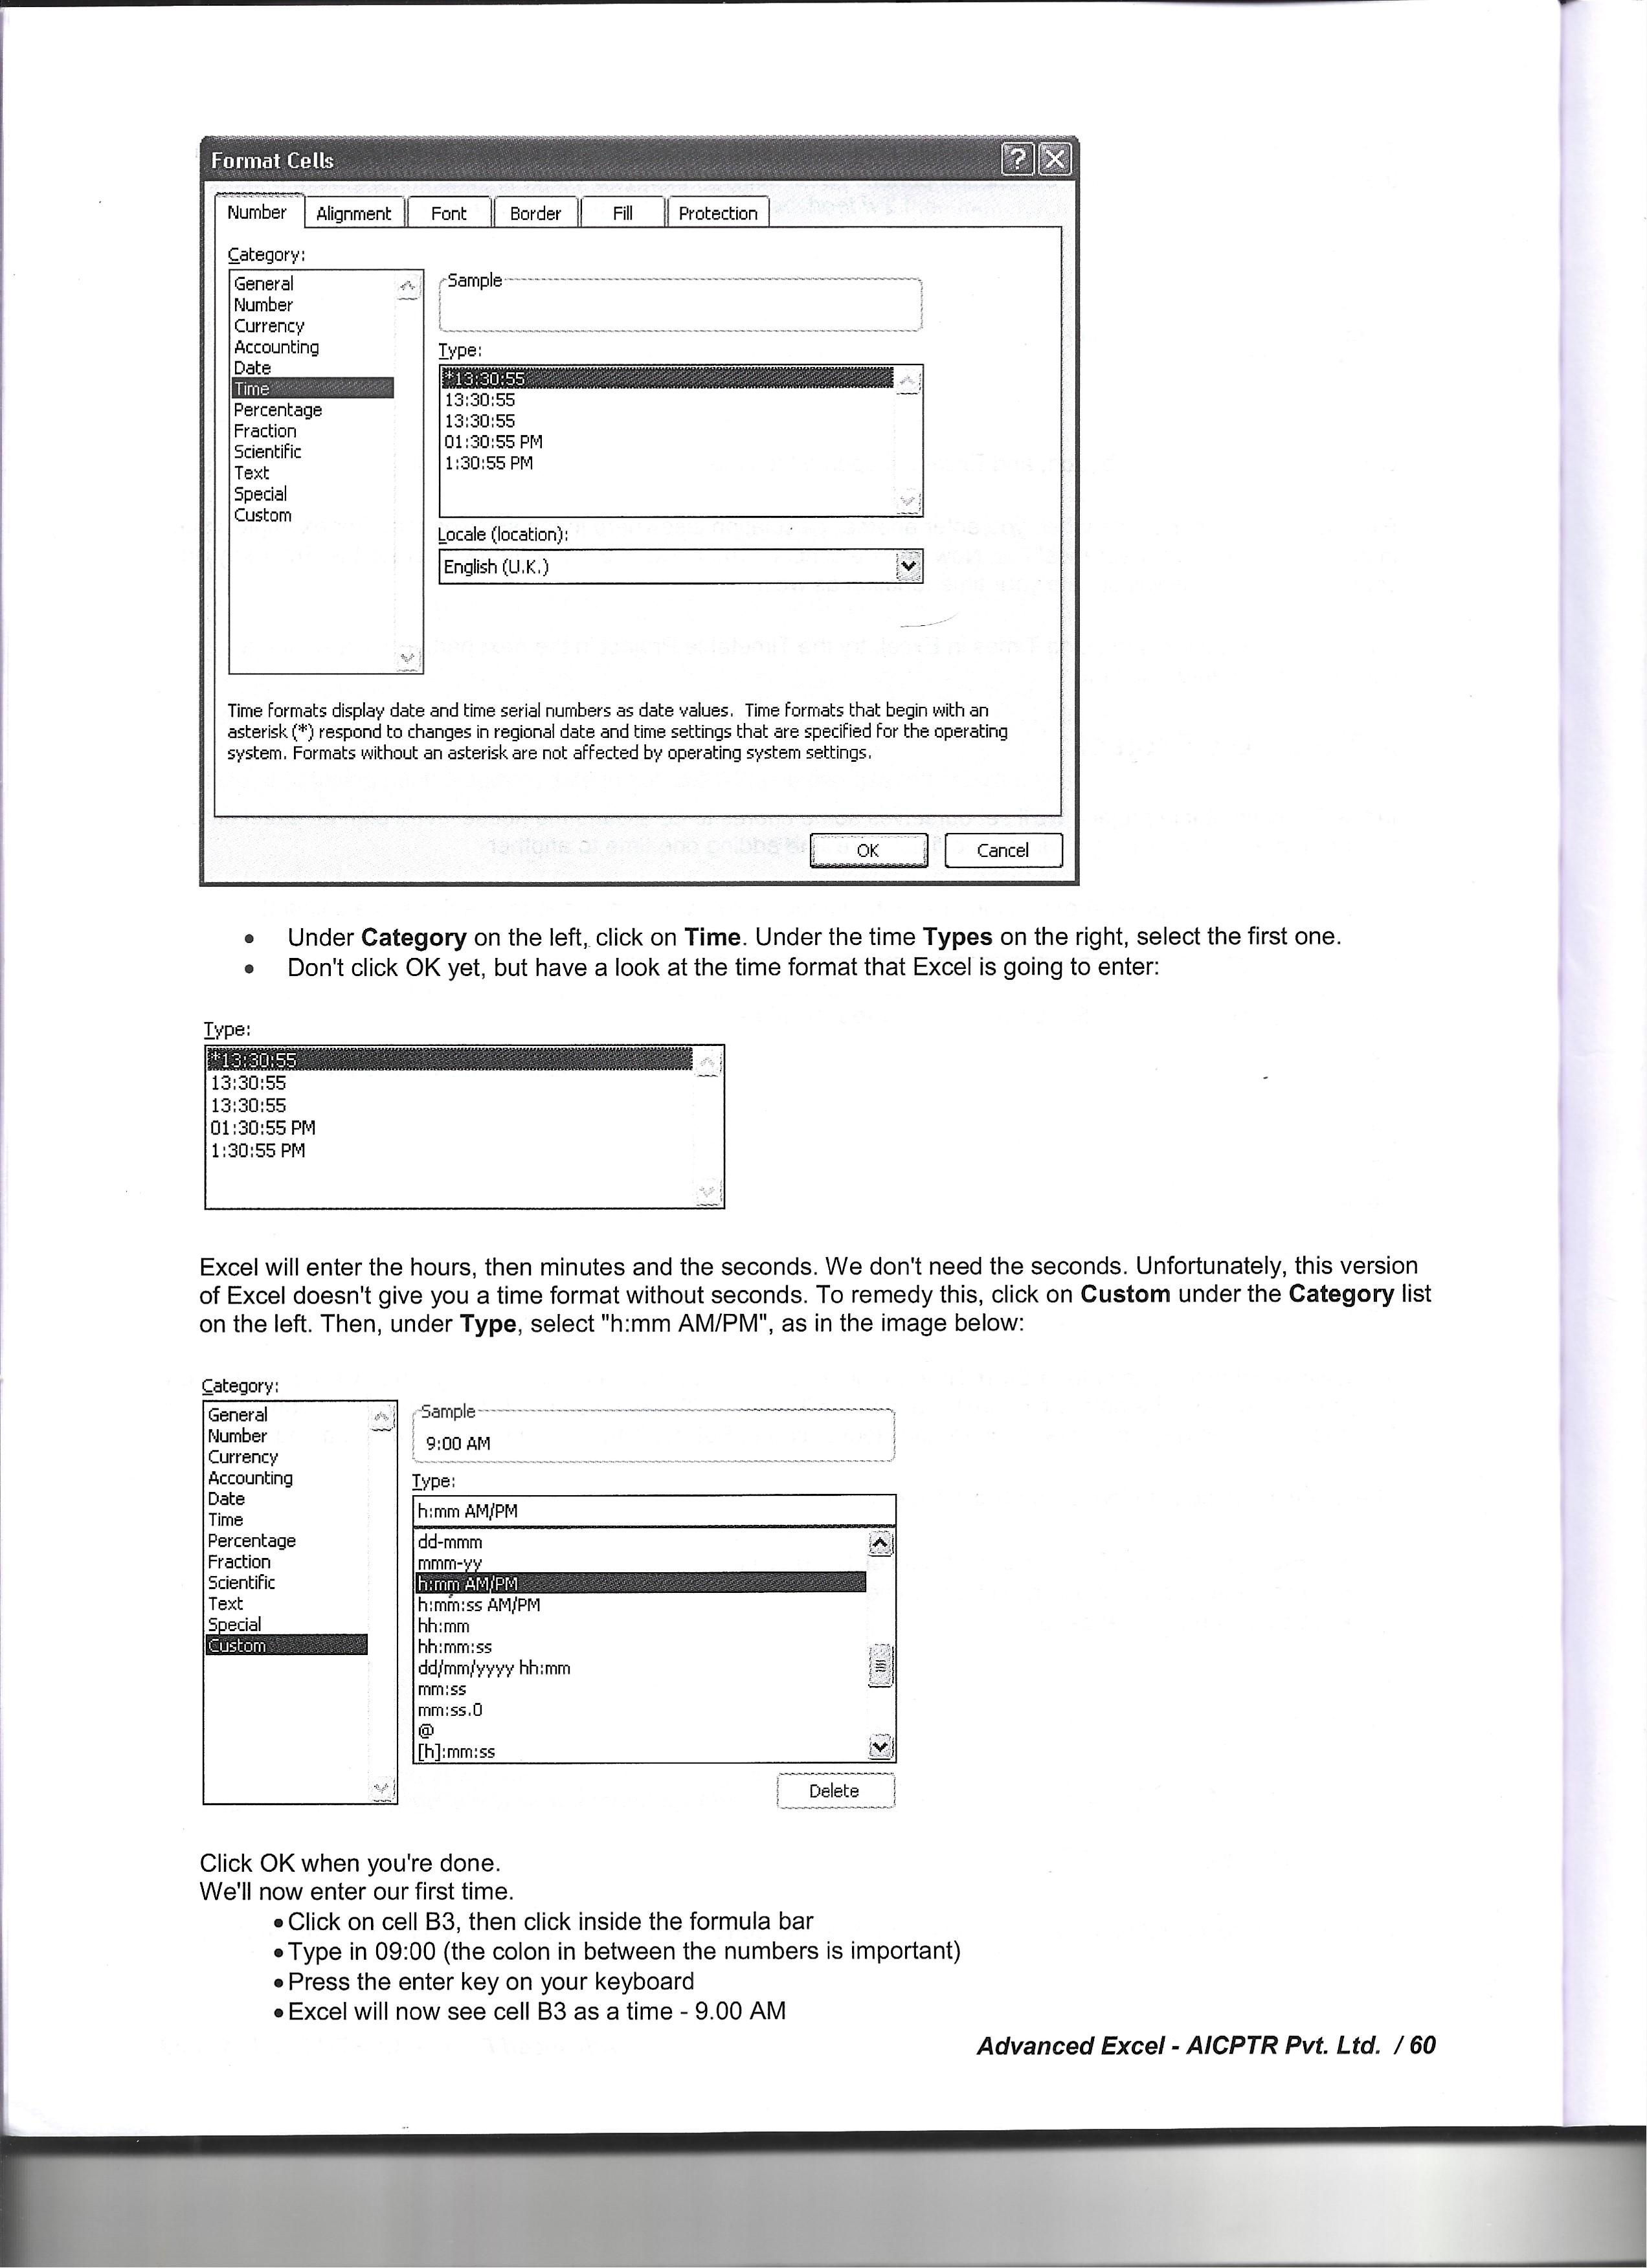 Format Cells
Number Alignment Font Border Fill Protection
Category:
General
Number
Currency
Accounting
Date
Time
Percentage
Fraction
Scientific
Text
Special
Custom
Sample
Type:
*13:30:55
13:30:55
13:30:55
01:30:55 PM
1:30:55 PM
Locale (location):
English (U.K.)
Time formats display date and time serial numbers as date values. Time formats that begin with an
asterisk (*) respond to changes in regional date and time settings that are specified for the operating
system. Formats without an asterisk are not affected by operating system settings.
OK Cancel
• Under Category on the left, click on Time. Under the time Types on the right, select the first one.
• Don't click OK yet, but have a look at the time format that Excel is going to enter:
Type:
*13:30:55
13:30:55
13:30:55
01:30:55 PM
1:30:55 PM
Excel will enter the hours, then minutes and the seconds. We don't need the seconds. Unfortunately, this version
of Excel doesn't give you a time format without seconds. To remedy this, click on Custom under the Category list
on the left. Then, under Type, select "h:mm AM/PM", as in the image below:
Category:
General
Number
Currency
Accounting
Date
Time
Percentage
Fraction
Scientific
Text
Special
Custom
Sample
9:00 AM
Type:
h:mm AM/PM
dd-mmm
mmm-yy
h:mm AM/PM
h:mm:ss AM/PM
hh:mm
hh:mm:ss
dd/mm/yyyy hh:mm
mm:ss
mm:ss.0
@
[h]:mm:ss
Delete
Click OK when you're done.
We'll now enter our first time.
• Click on cell B3, then click inside the formula bar
• Type in 09:00 (the colon in between the numbers is important)
• Press the enter key on your keyboard
• Excel will now see cell B3 as a time - 9.00 AM
Advanced Excel - AICPTR Pvt. Ltd. / 60